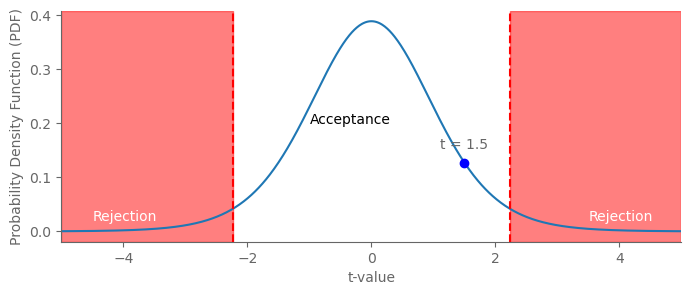 Probability Density Function (PDF)
0.4
0.3
0.2
0.1
0.0
Acceptance
t = 1.5
Rejection
Rejection
−4
−2
0
2
4
t-value